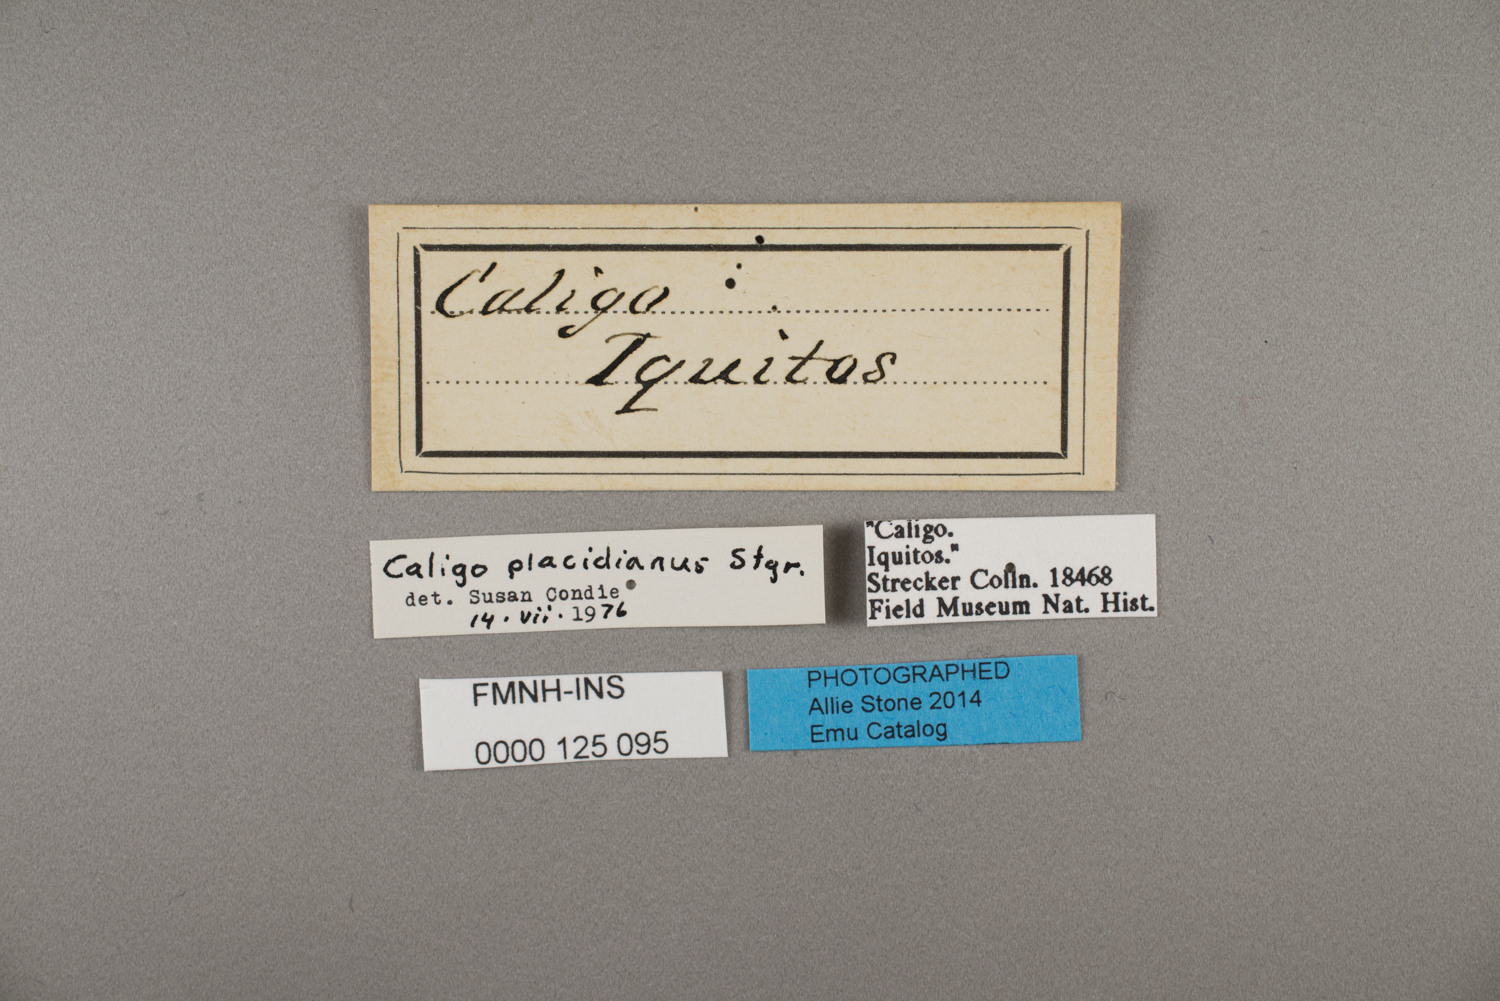 Caligo
Iquitos
Caligo placidianus Stgr.
det. Susan Condie
14. vii. 1976
"Caligo.
Iquitos."
Strecker Colln. 18468
Field Museum Nat. Hist.
FMNH-INS
0000 125 095
PHOTOGRAPHED
Allie Stone 2014
Emu Catalog